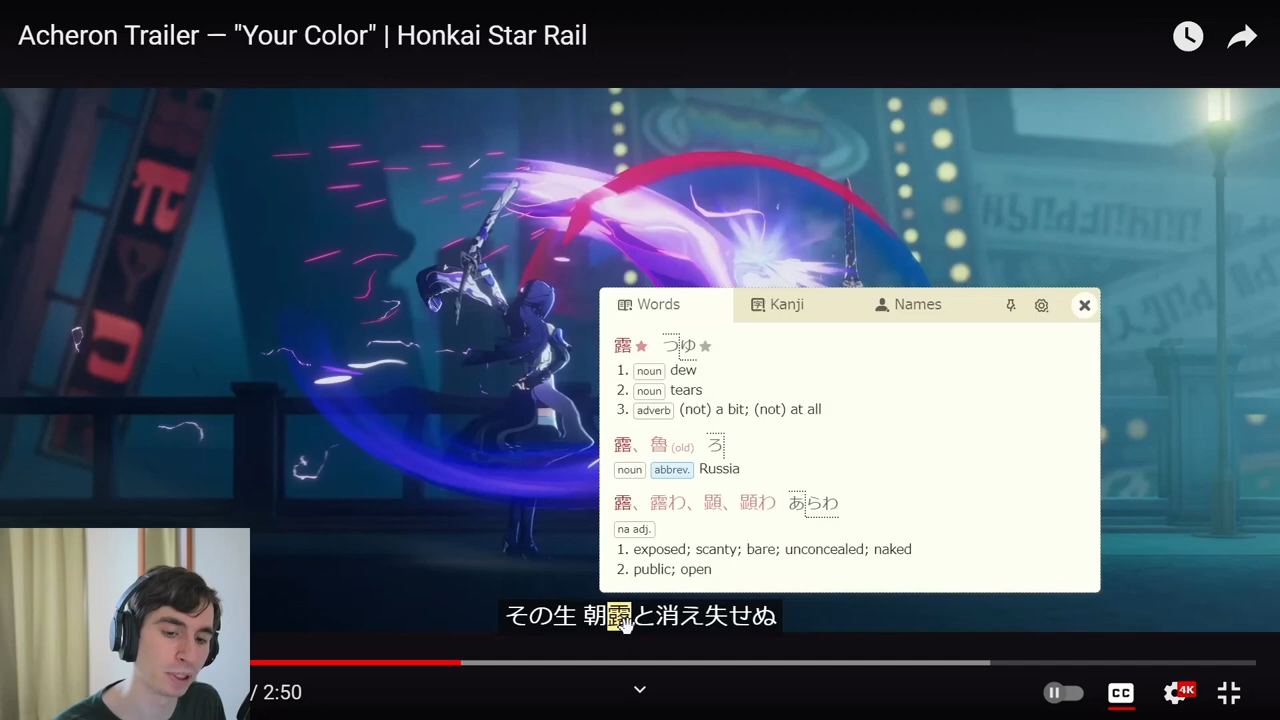 Acheron Trailer — "Your Color" | Honkai Star Rail
Words Kanji Names
露★ つゆ★
1. noun dew
2. noun tears
3. adverb (not) a bit; (not) at all
露、魯 (old) ろ
noun abbrev. Russia
露、露わ、顕、顕わ あらわ
na adj.
1. exposed; scanty; bare; unconcealed; naked
2. public; open
その生 朝露と消え失せぬ
/ 2:50
CC
4K